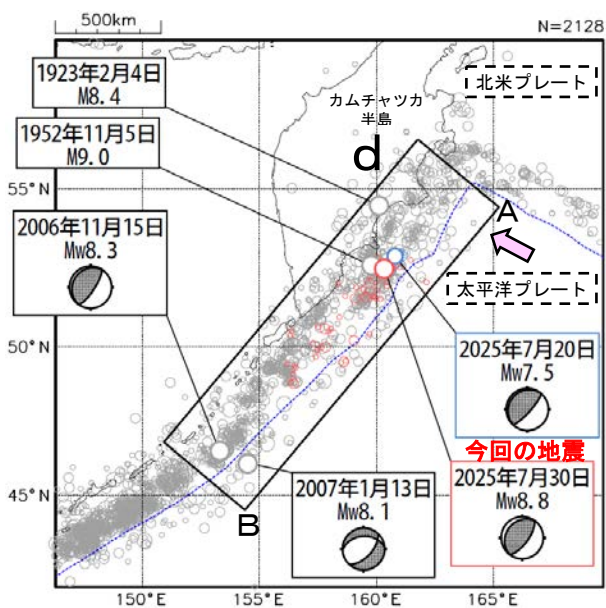 500km
N=2128
1923年2月4日
M8.4
1952年11月5日
M9.0
カムチャツカ
半島
北米プレート
d
55°N
A
2006年11月15日
Mw8.3
太平洋プレート
50°N
2025年7月20日
Mw7.5
今回の地震
2025年7月30日
Mw8.8
2007年1月13日
Mw8.1
45°N
B
150°E
155°E
160°E
165°E